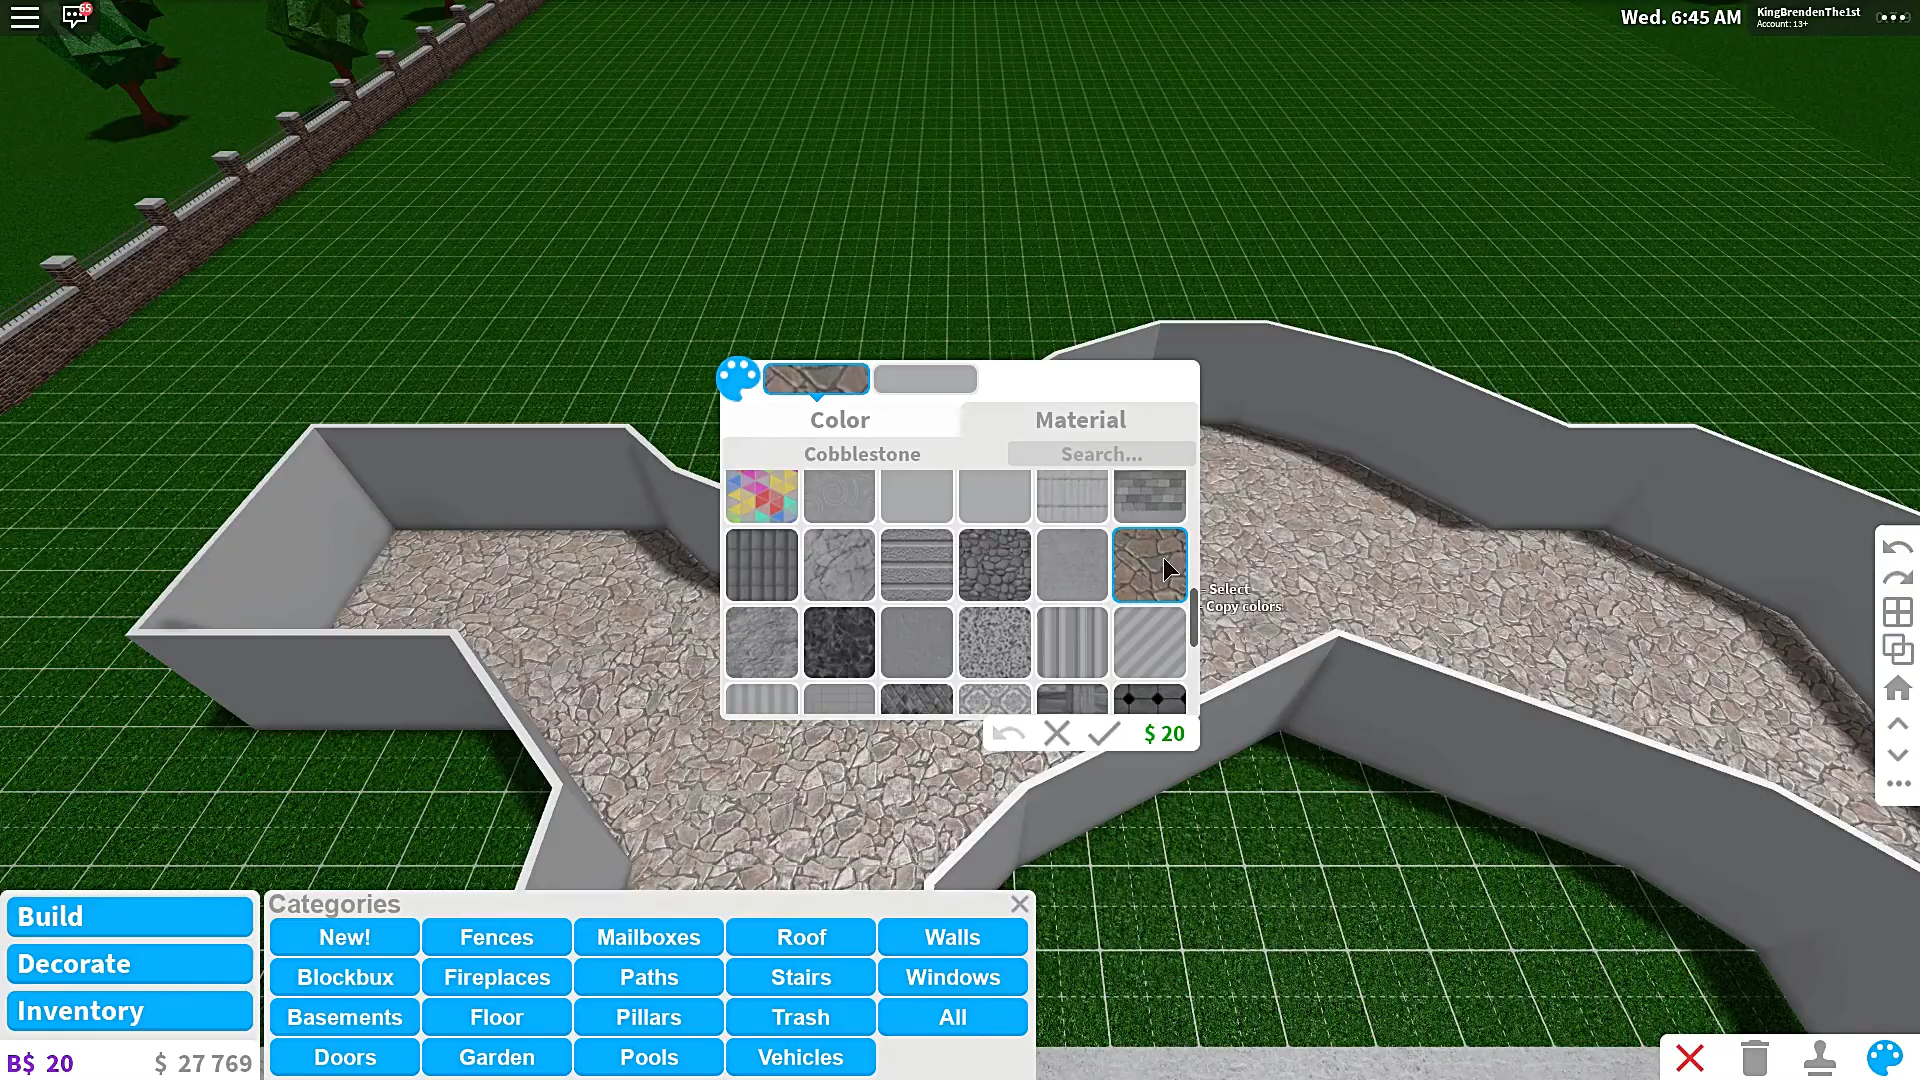 65
Wed. 6:45 AM
KingBrendenThe1st
Account: 13+
Color
Material
Cobblestone
Search...
- Select
- Copy colors
$ 20
Build
Decorate
Inventory
B$ 20
$ 27 769
Categories
New!
Fences
Mailboxes
Roof
Walls
Blockbux
Fireplaces
Paths
Stairs
Windows
Basements
Floor
Pillars
Trash
All
Doors
Garden
Pools
Vehicles